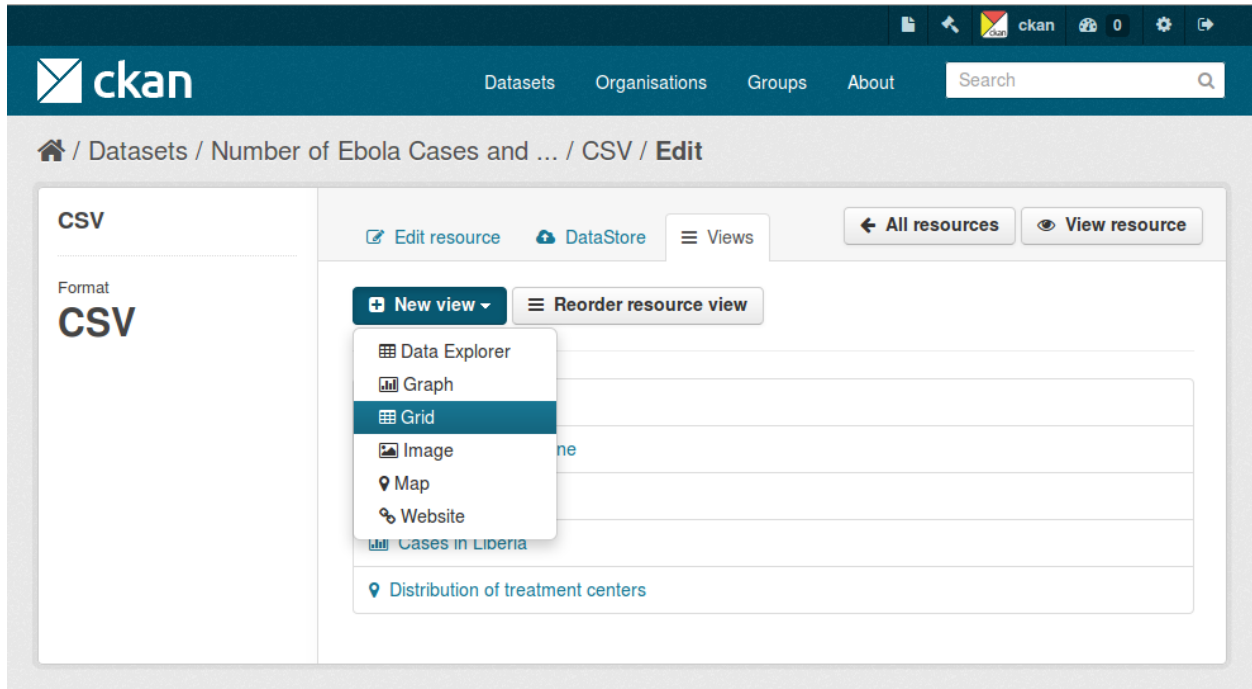 ckan 0
ckan Datasets Organisations Groups About Search
/ Datasets / Number of Ebola Cases and ... / CSV / Edit
CSV
Format
CSV
Edit resource DataStore Views All resources View resource
New view Reorder resource view
Data Explorer
Graph
Grid
Image
Map
Website
ne
Cases in Liberia
Distribution of treatment centers